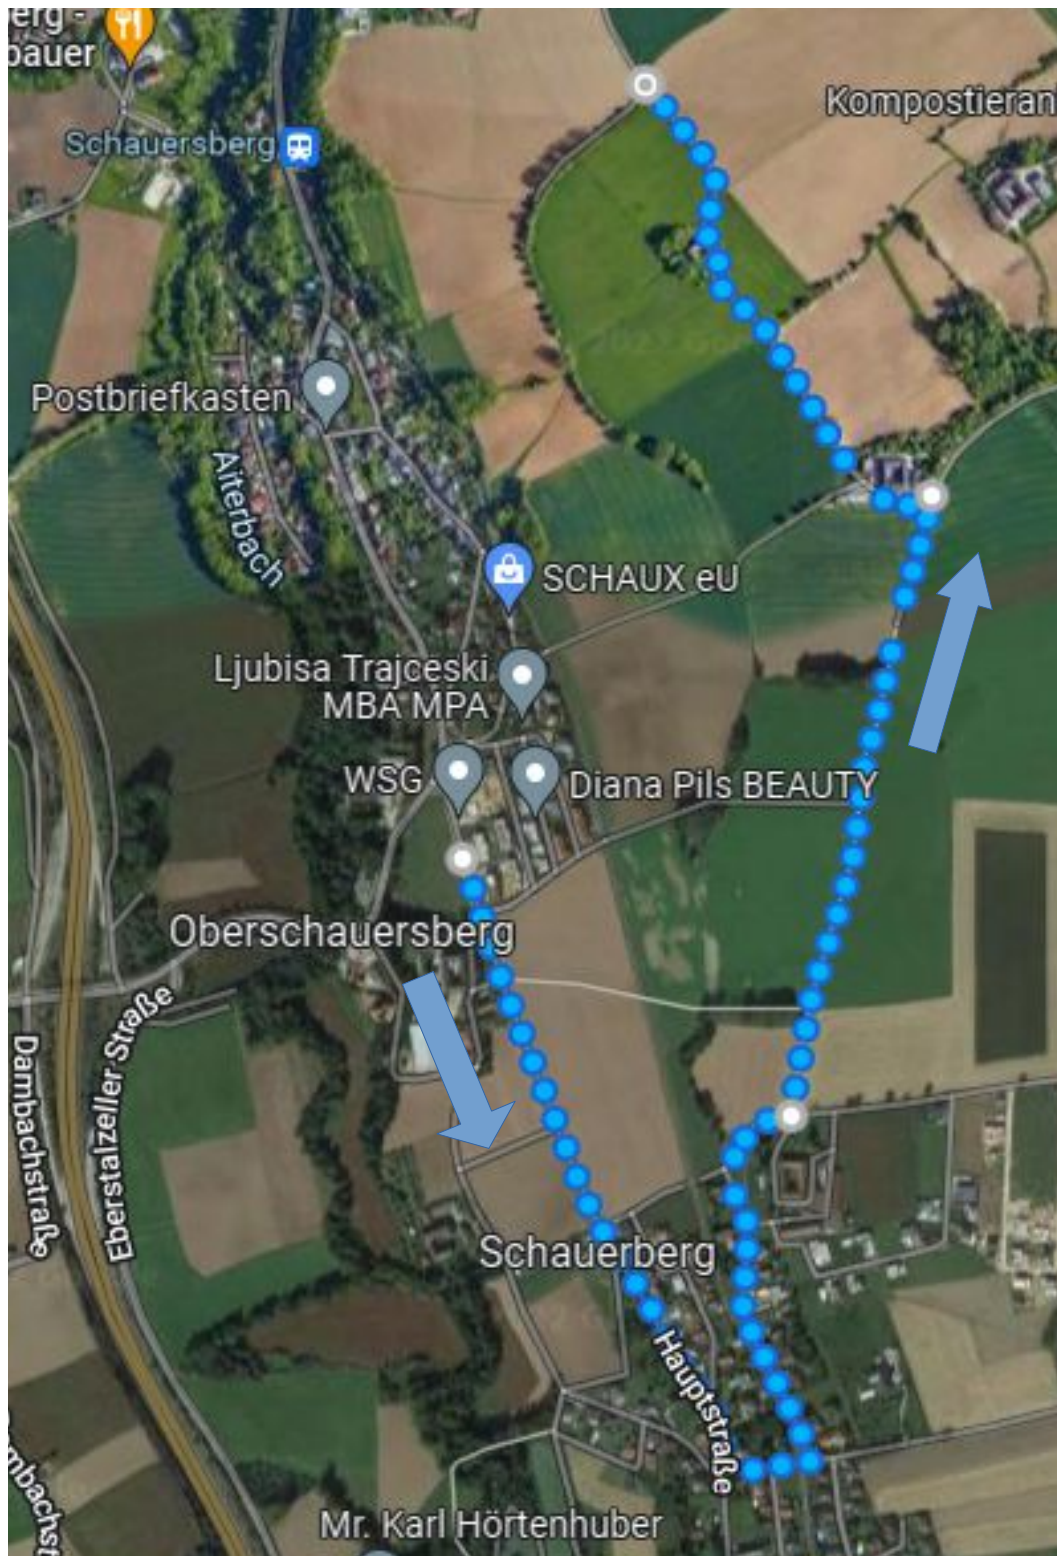 erg -
bauer
Kompostieran
Schauersberg
Postbriefkasten
Aiterbach
SCHAUX eU
Ljubisa Trajceski
MBA MPA
WSG
Diana Pils BEAUTY
Oberschauersberg
Eberstalzeller Straße
Dambachstraße
Schauerberg
Hauptstraße
mbachst
Mr. Karl Hörtenhuber